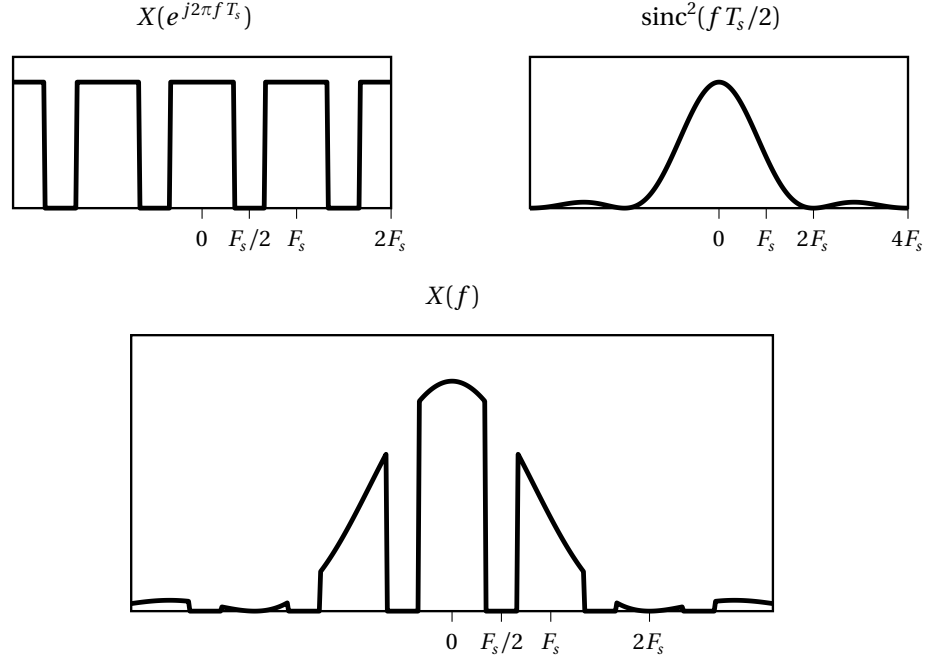 X(e^{j2πfT_s})
sinc²(fT_s/2)
0 F_s/2 F_s 2F_s
0 F_s 2F_s 4F_s
X(f)
0 F_s/2 F_s 2F_s